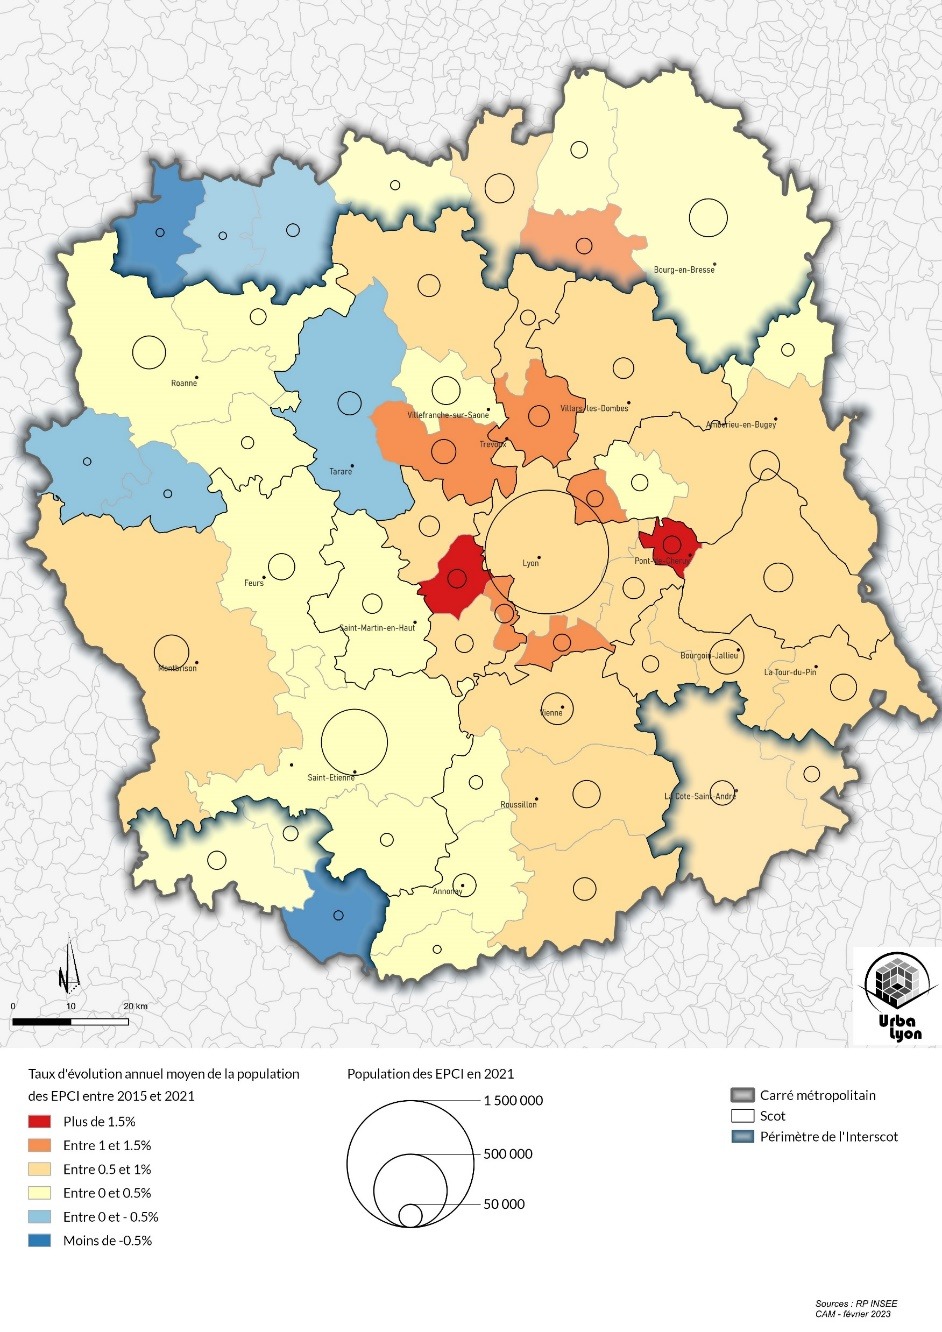 Bourg-en-Bresse
Roanne
Villefranche-sur-Saone
Villars-les-Dombes
Amberieu-en-Bugey
Trevoux
Tarare
Lyon
Pont-de-Cheruy
Feurs
Saint-Martin-en-Haut
Montbrison
Bourgoin-Jallieu
La Tour-du-Pin
Vienne
Saint-Etienne
Roussillon
La Cote-Saint-André
Annonay
N
0 10 20 km
Urba
Lyon
Taux d'évolution annuel moyen de la population
des EPCI entre 2015 et 2021
Plus de 1.5%
Entre 1 et 1.5%
Entre 0.5 et 1%
Entre 0 et 0.5%
Entre 0 et - 0.5%
Moins de -0.5%
Population des EPCI en 2021
1 500 000
500 000
50 000
Carré métropolitain
Scot
Périmètre de l'Interscot
Sources : RP INSEE
CAM - février 2023